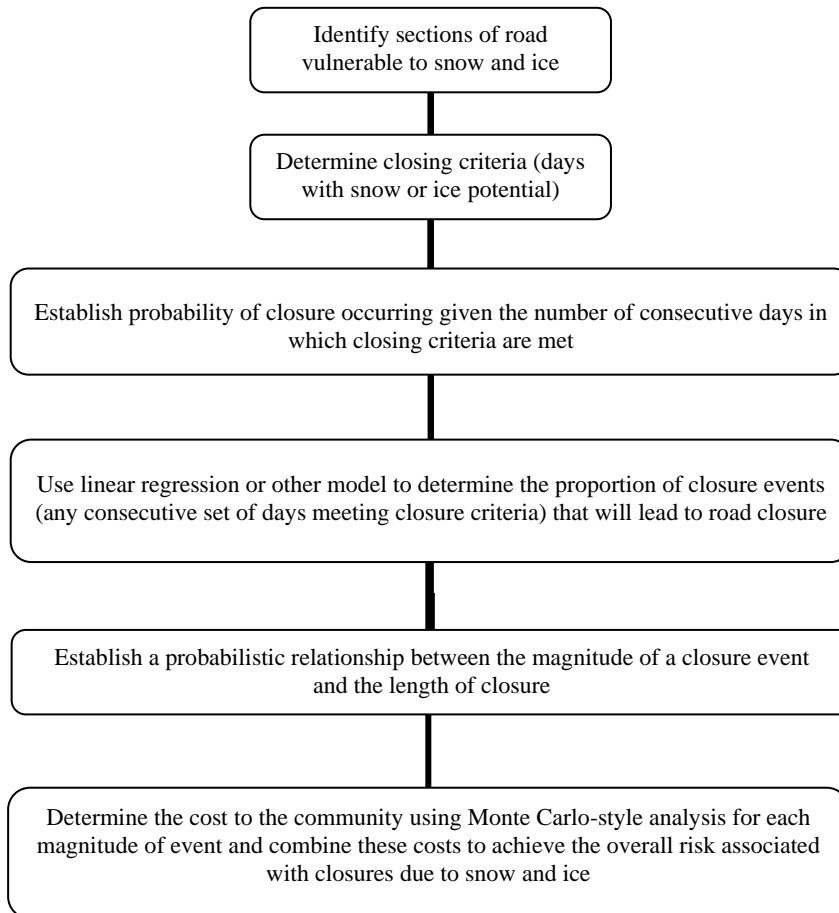 Identify sections of road
vulnerable to snow and ice
Determine closing criteria (days
with snow or ice potential)
Establish probability of closure occurring given the number of consecutive days in
which closing criteria are met
Use linear regression or other model to determine the proportion of closure events
(any consecutive set of days meeting closure criteria) that will lead to road closure
Establish a probabilistic relationship between the magnitude of a closure event
and the length of closure
Determine the cost to the community using Monte Carlo-style analysis for each
magnitude of event and combine these costs to achieve the overall risk associated
with closures due to snow and ice